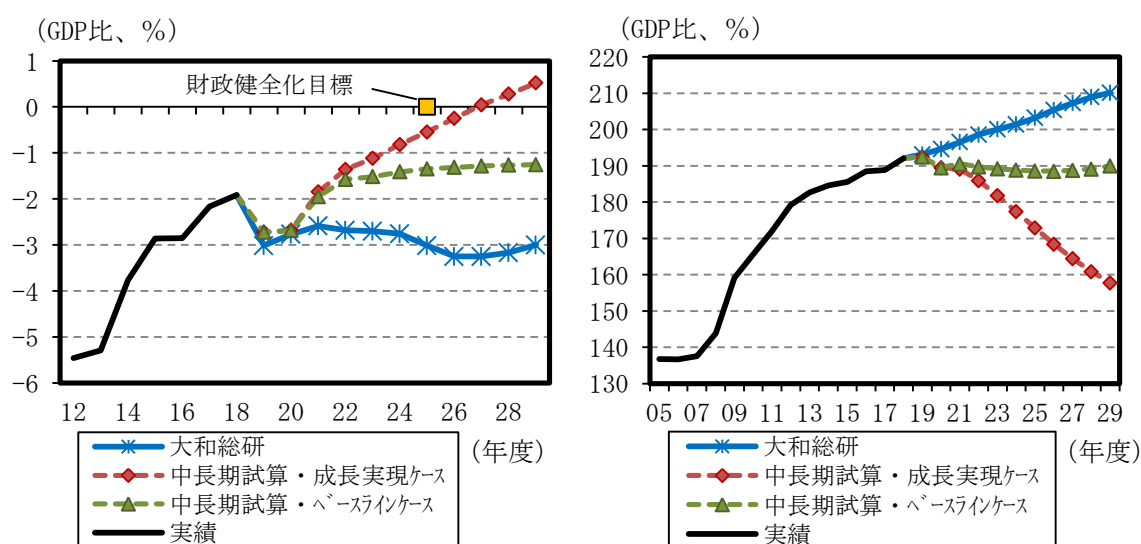 (GDP比、%)
1
0
-1
-2
-3
-4
-5
-6
財政健全化目標
12 14 16 18 20 22 24 26 28
(年度)
大和総研
中長期試算・成長実現ケース
中長期試算・ベースラインケース
実績
(GDP比、%)
220
210
200
190
180
170
160
150
140
130
05 07 09 11 13 15 17 19 21 23 25 27 29
(年度)
大和総研
中長期試算・成長実現ケース
中長期試算・ベースラインケース
実績